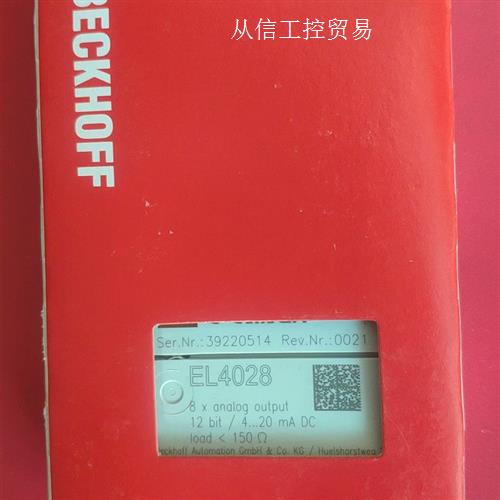 从信工控贸易
BECKHOFF
Ser.Nr.:39220514 Rev.Nr.:0021
EL4028
8 x analog output
12 bit / 4...20 mA DC
load < 150 Ω
Automation GmbH & Co. KG / Huelshorstweg